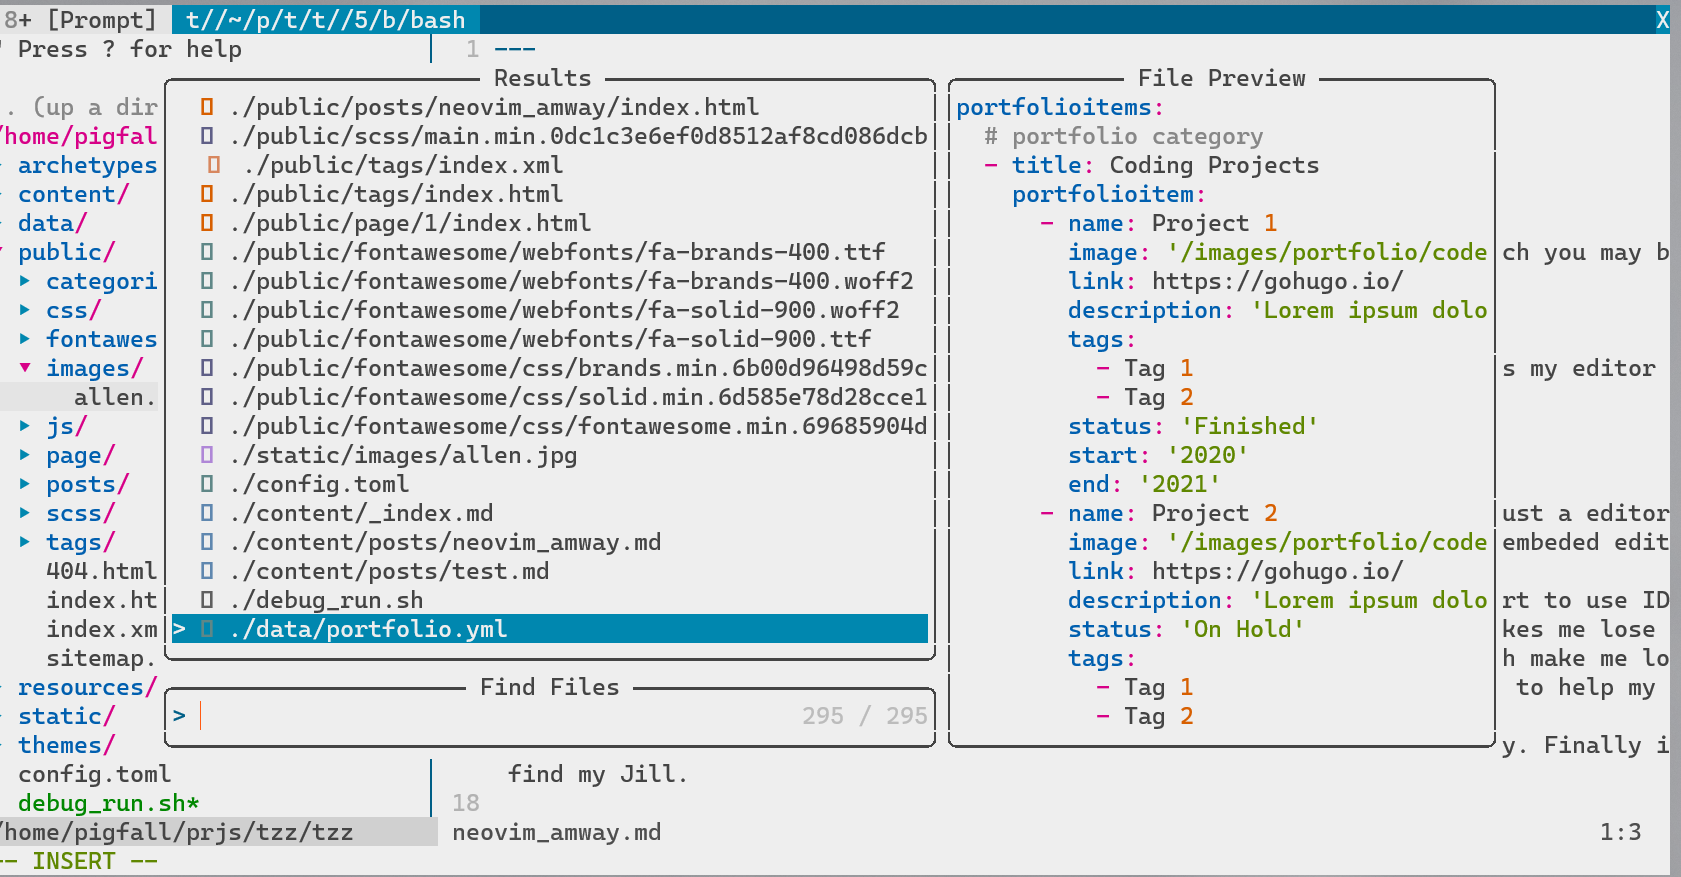 8+ [Prompt] t//~/p/t/t//5/b/bash X
" Press ? for help
1 ---
.. (up a dir
/home/pigfal
archetypes
content/
data/
public/
categori
css/
fontawes
images/
allen.
js/
page/
posts/
scss/
tags/
404.html
index.ht
index.xm
sitemap.
resources/
static/
themes/
config.toml
debug_run.sh*
/home/pigfall/prjs/tzz/tzz
-- INSERT --
Results
./public/posts/neovim_amway/index.html
./public/scss/main.min.0dc1c3e6ef0d8512af8cd086dcb
./public/tags/index.xml
./public/tags/index.html
./public/page/1/index.html
./public/fontawesome/webfonts/fa-brands-400.ttf
./public/fontawesome/webfonts/fa-brands-400.woff2
./public/fontawesome/webfonts/fa-solid-900.woff2
./public/fontawesome/webfonts/fa-solid-900.ttf
./public/fontawesome/css/brands.min.6b00d96498d59c
./public/fontawesome/css/solid.min.6d585e78d28cce1
./public/fontawesome/css/fontawesome.min.69685904d
./static/images/allen.jpg
./config.toml
./content/_index.md
./content/posts/neovim_amway.md
./content/posts/test.md
./debug_run.sh
> ./data/portfolio.yml
Find Files
> 295 / 295
File Preview
portfolioitems:
# portfolio category
- title: Coding Projects
portfolioitem:
- name: Project 1
image: '/images/portfolio/code
link: https://gohugo.io/
description: 'Lorem ipsum dolo
tags:
- Tag 1
- Tag 2
status: 'Finished'
start: '2020'
end: '2021'
- name: Project 2
image: '/images/portfolio/code
link: https://gohugo.io/
description: 'Lorem ipsum dolo
status: 'On Hold'
tags:
- Tag 1
- Tag 2
ch you may b
s my editor
ust a editor
embeded edit
rt to use ID
kes me lose
h make me lo
to help my
y. Finally i
find my Jill.
18
neovim_amway.md 1:3